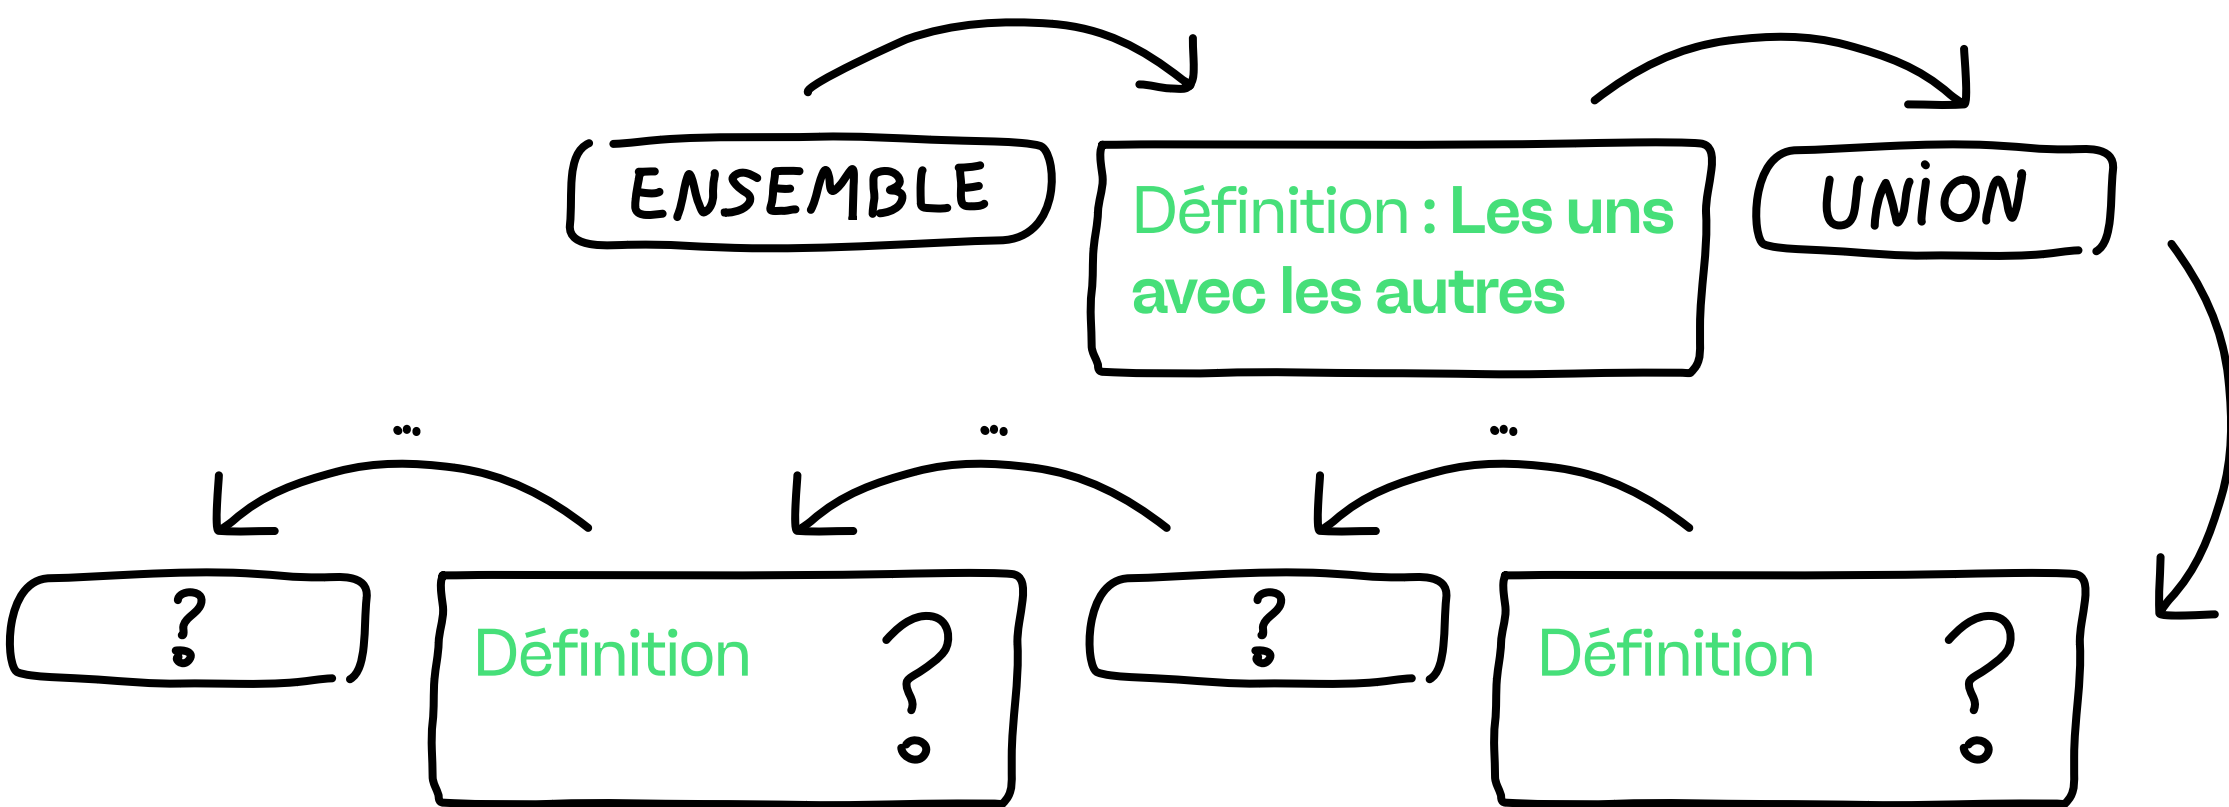 ENSEMBLE
Définition : Les uns
avec les autres
UNiON
...
...
...
?
Définition ?
?
Définition ?